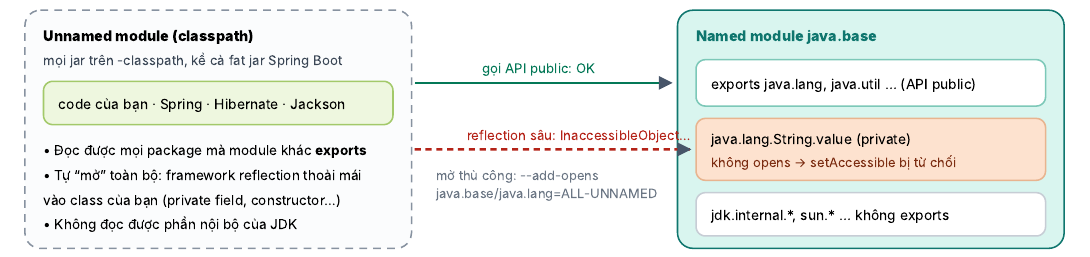 Unnamed module (classpath)
mọi jar trên -classpath, kể cả fat jar Spring Boot
code của bạn · Spring · Hibernate · Jackson
• Đọc được mọi package mà module khác exports
• Tự “mở” toàn bộ: framework reflection thoải mái
vào class của bạn (private field, constructor...)
• Không đọc được phần nội bộ của JDK
gọi API public: OK
reflection sâu: InaccessibleObject...
mở thủ công: --add-opens
java.base/java.lang=ALL-UNNAMED
Named module java.base
exports java.lang, java.util ... (API public)
java.lang.String.value (private)
không opens → setAccessible bị từ chối
jdk.internal.*, sun.* ... không exports